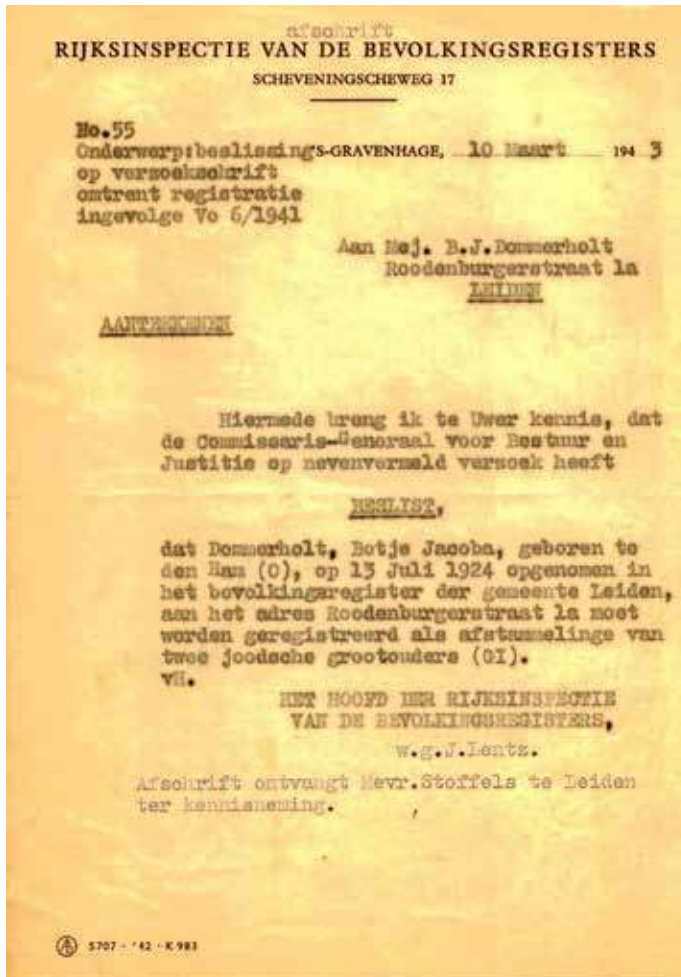 afschrift
RIJKSINSPECTIE VAN DE BEVOLKINGSREGISTERS
SCHEVENINGSCHEWEG 17
No.55
Onderwerp:beslissing 'S-GRAVENHAGE, 10 Maart 194 3
op verzoekschrift
omtrent registratie
ingevolge Vo 6/1941
Aan Mej. B.J.Dommerholt
Roodenburgerstraat 1a
LEIDEN
AANTEEKENEN
Hiermede breng ik te Uwer kennis, dat
de Commissaris-Generaal voor Bestuur en
Justitie op nevenvermeld verzoek heeft
BESLIST,
dat Dommerholt, Botje Jacoba, geboren te
den Ham (O), op 13 Juli 1924 opgenomen in
het bevolkingsregister der gemeente Leiden,
aan het adres Roodenburgerstraat 1a moet
worden geregistreerd als afstammelinge van
twee joodsche grootouders (GI).
vH.
HET HOOFD DER RIJKSINSPECTIE
VAN DE BEVOLKINGSREGISTERS,
w.g.J.Lentz.
Afschrift ontvangt Mevr.Stoffels te Leiden
ter kennisneming.
5707 - '42 - K 983